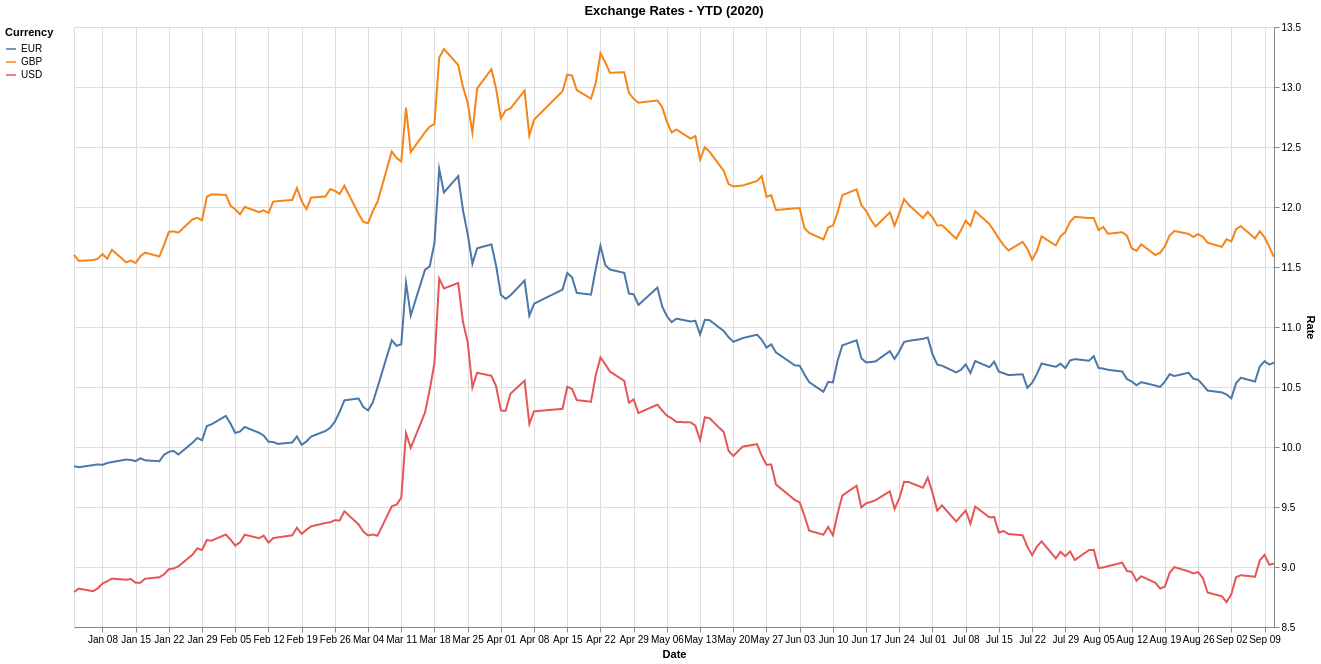 Exchange Rates - YTD (2020)
Currency
EUR
GBP
USD
13.5
13.0
12.5
12.0
11.5
11.0
10.5
10.0
9.5
9.0
8.5
Rate
Jan 08 Jan 15 Jan 22 Jan 29 Feb 05 Feb 12 Feb 19 Feb 26 Mar 04 Mar 11 Mar 18 Mar 25 Apr 01 Apr 08 Apr 15 Apr 22 Apr 29 May 06 May 13 May 20 May 27 Jun 03 Jun 10 Jun 17 Jun 24 Jul 01 Jul 08 Jul 15 Jul 22 Jul 29 Aug 05 Aug 12 Aug 19 Aug 26 Sep 02 Sep 09
Date